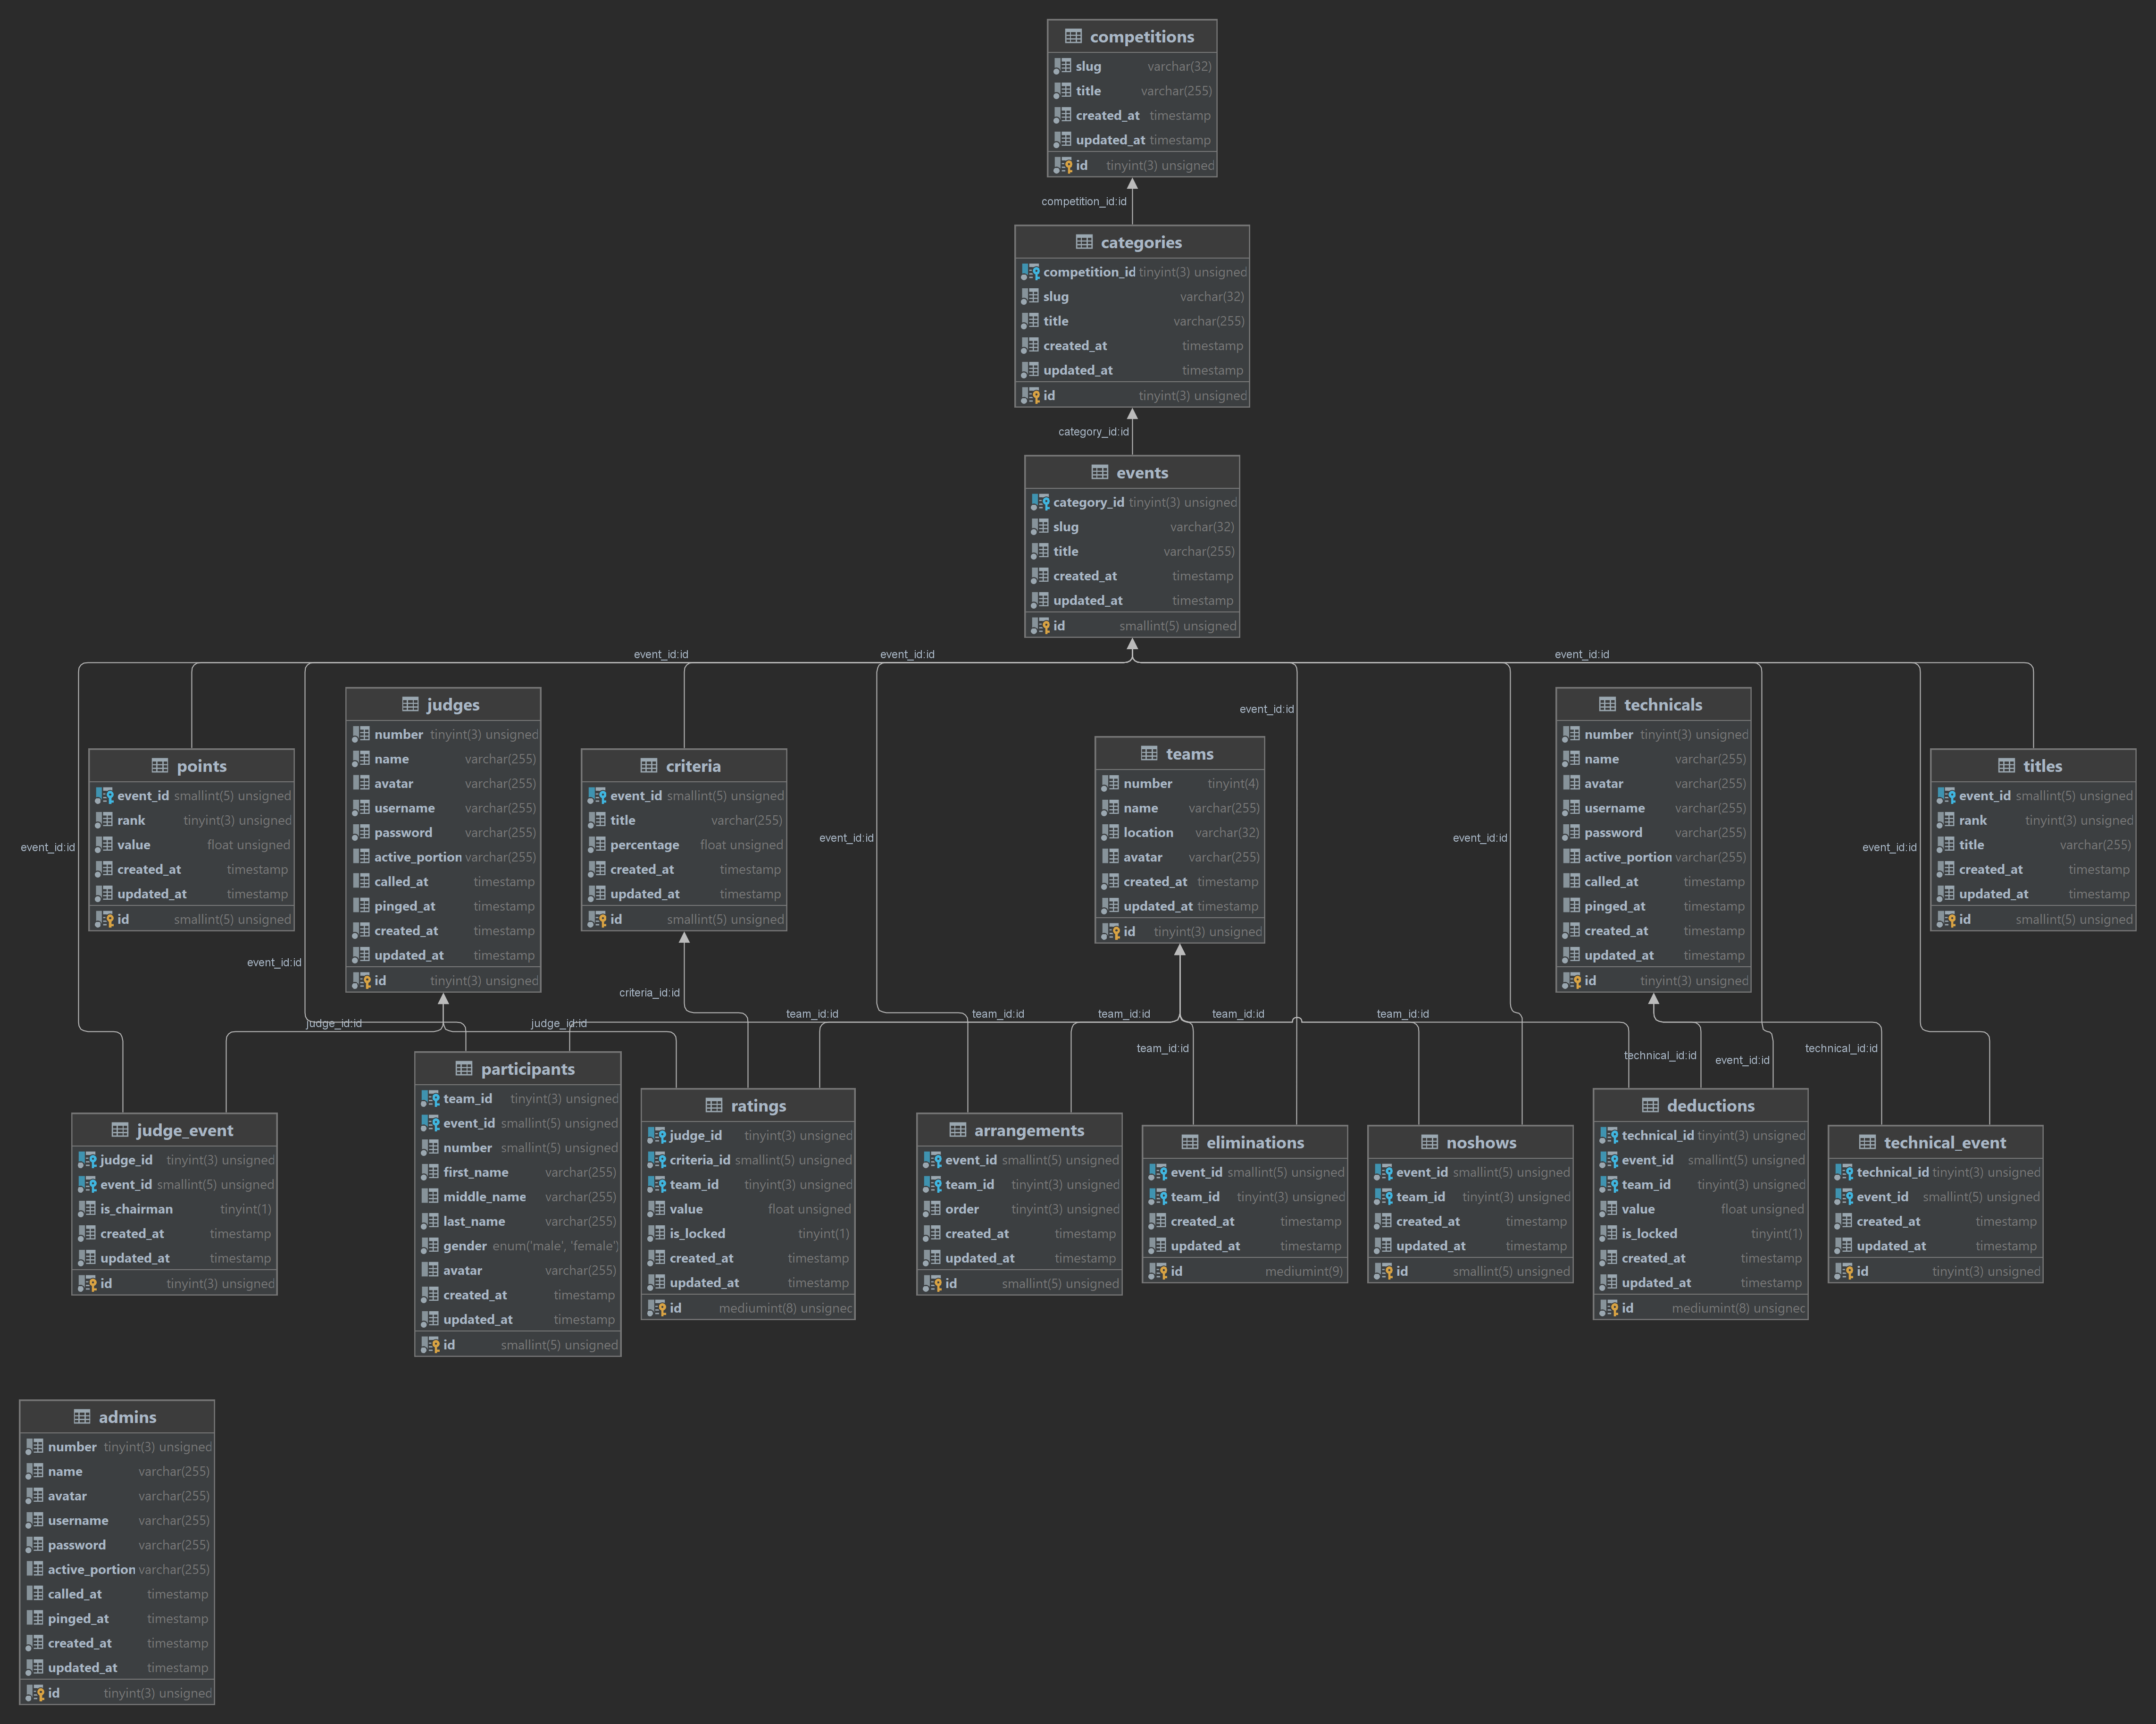 competitions
slug varchar(32)
title varchar(255)
created_at timestamp
updated_at timestamp
id tinyint(3) unsigned
competition_id:id
categories
competition_id tinyint(3) unsigned
slug varchar(32)
title varchar(255)
created_at timestamp
updated_at timestamp
id tinyint(3) unsigned
category_id:id
events
category_id tinyint(3) unsigned
slug varchar(32)
title varchar(255)
created_at timestamp
updated_at timestamp
id smallint(5) unsigned
event_id:id
event_id:id
event_id:id
event_id:id
event_id:id
event_id:id
event_id:id
event_id:id
event_id:id
points
event_id smallint(5) unsigned
rank tinyint(3) unsigned
value float unsigned
created_at timestamp
updated_at timestamp
id smallint(5) unsigned
judges
number tinyint(3) unsigned
name varchar(255)
avatar varchar(255)
username varchar(255)
password varchar(255)
active_portion varchar(255)
called_at timestamp
pinged_at timestamp
created_at timestamp
updated_at timestamp
id tinyint(3) unsigned
criteria
event_id smallint(5) unsigned
title varchar(255)
percentage float unsigned
created_at timestamp
updated_at timestamp
id smallint(5) unsigned
teams
number tinyint(4)
name varchar(255)
location varchar(32)
avatar varchar(255)
created_at timestamp
updated_at timestamp
id tinyint(3) unsigned
technicals
number tinyint(3) unsigned
name varchar(255)
avatar varchar(255)
username varchar(255)
password varchar(255)
active_portion varchar(255)
called_at timestamp
pinged_at timestamp
created_at timestamp
updated_at timestamp
id tinyint(3) unsigned
titles
event_id smallint(5) unsigned
rank tinyint(3) unsigned
title varchar(255)
created_at timestamp
updated_at timestamp
id smallint(5) unsigned
criteria_id:id
judge_id:id
judge_id:id
team_id:id
team_id:id
team_id:id
team_id:id
team_id:id
team_id:id
technical_id:id
event_id:id
technical_id:id
judge_event
judge_id tinyint(3) unsigned
event_id smallint(5) unsigned
is_chairman tinyint(1)
created_at timestamp
updated_at timestamp
id tinyint(3) unsigned
participants
team_id tinyint(3) unsigned
event_id smallint(5) unsigned
number smallint(5) unsigned
first_name varchar(255)
middle_name varchar(255)
last_name varchar(255)
gender enum('male', 'female')
avatar varchar(255)
created_at timestamp
updated_at timestamp
id smallint(5) unsigned
ratings
judge_id tinyint(3) unsigned
criteria_id smallint(5) unsigned
team_id tinyint(3) unsigned
value float unsigned
is_locked tinyint(1)
created_at timestamp
updated_at timestamp
id mediumint(8) unsigned
arrangements
event_id smallint(5) unsigned
team_id tinyint(3) unsigned
order tinyint(3) unsigned
created_at timestamp
updated_at timestamp
id smallint(5) unsigned
eliminations
event_id smallint(5) unsigned
team_id tinyint(3) unsigned
created_at timestamp
updated_at timestamp
id mediumint(9)
noshows
event_id smallint(5) unsigned
team_id tinyint(3) unsigned
created_at timestamp
updated_at timestamp
id smallint(5) unsigned
deductions
technical_id tinyint(3) unsigned
event_id smallint(5) unsigned
team_id tinyint(3) unsigned
value float unsigned
is_locked tinyint(1)
created_at timestamp
updated_at timestamp
id mediumint(8) unsigned
technical_event
technical_id tinyint(3) unsigned
event_id smallint(5) unsigned
created_at timestamp
updated_at timestamp
id tinyint(3) unsigned
admins
number tinyint(3) unsigned
name varchar(255)
avatar varchar(255)
username varchar(255)
password varchar(255)
active_portion varchar(255)
called_at timestamp
pinged_at timestamp
created_at timestamp
updated_at timestamp
id tinyint(3) unsigned